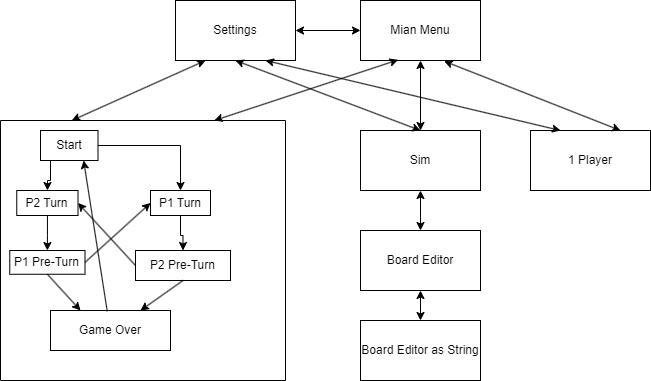 Settings
Mian Menu
Start
Sim
1 Player
P2 Turn
P1 Turn
P1 Pre-Turn
P2 Pre-Turn
Board Editor
Game Over
Board Editor as String